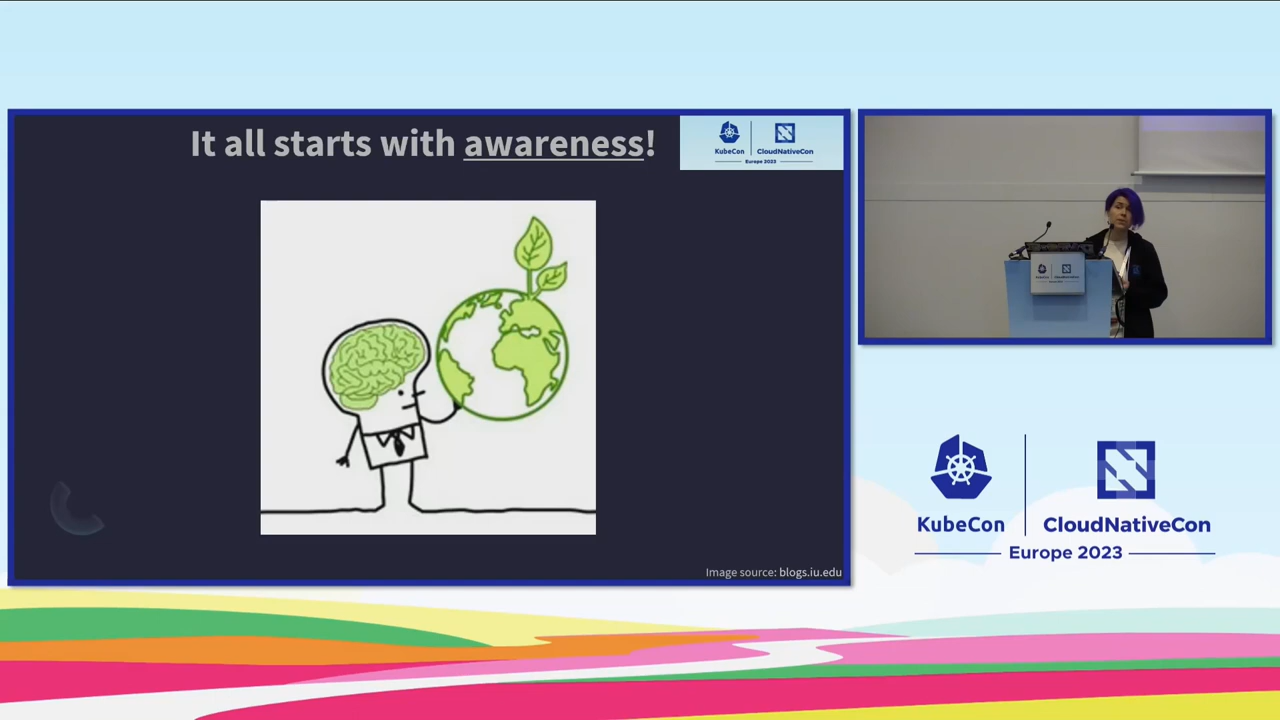 It all starts with awareness!
KubeCon
CloudNativeCon
Europe 2023
Image source: blogs.iu.edu
KubeCon
CloudNativeCon
Europe 2023